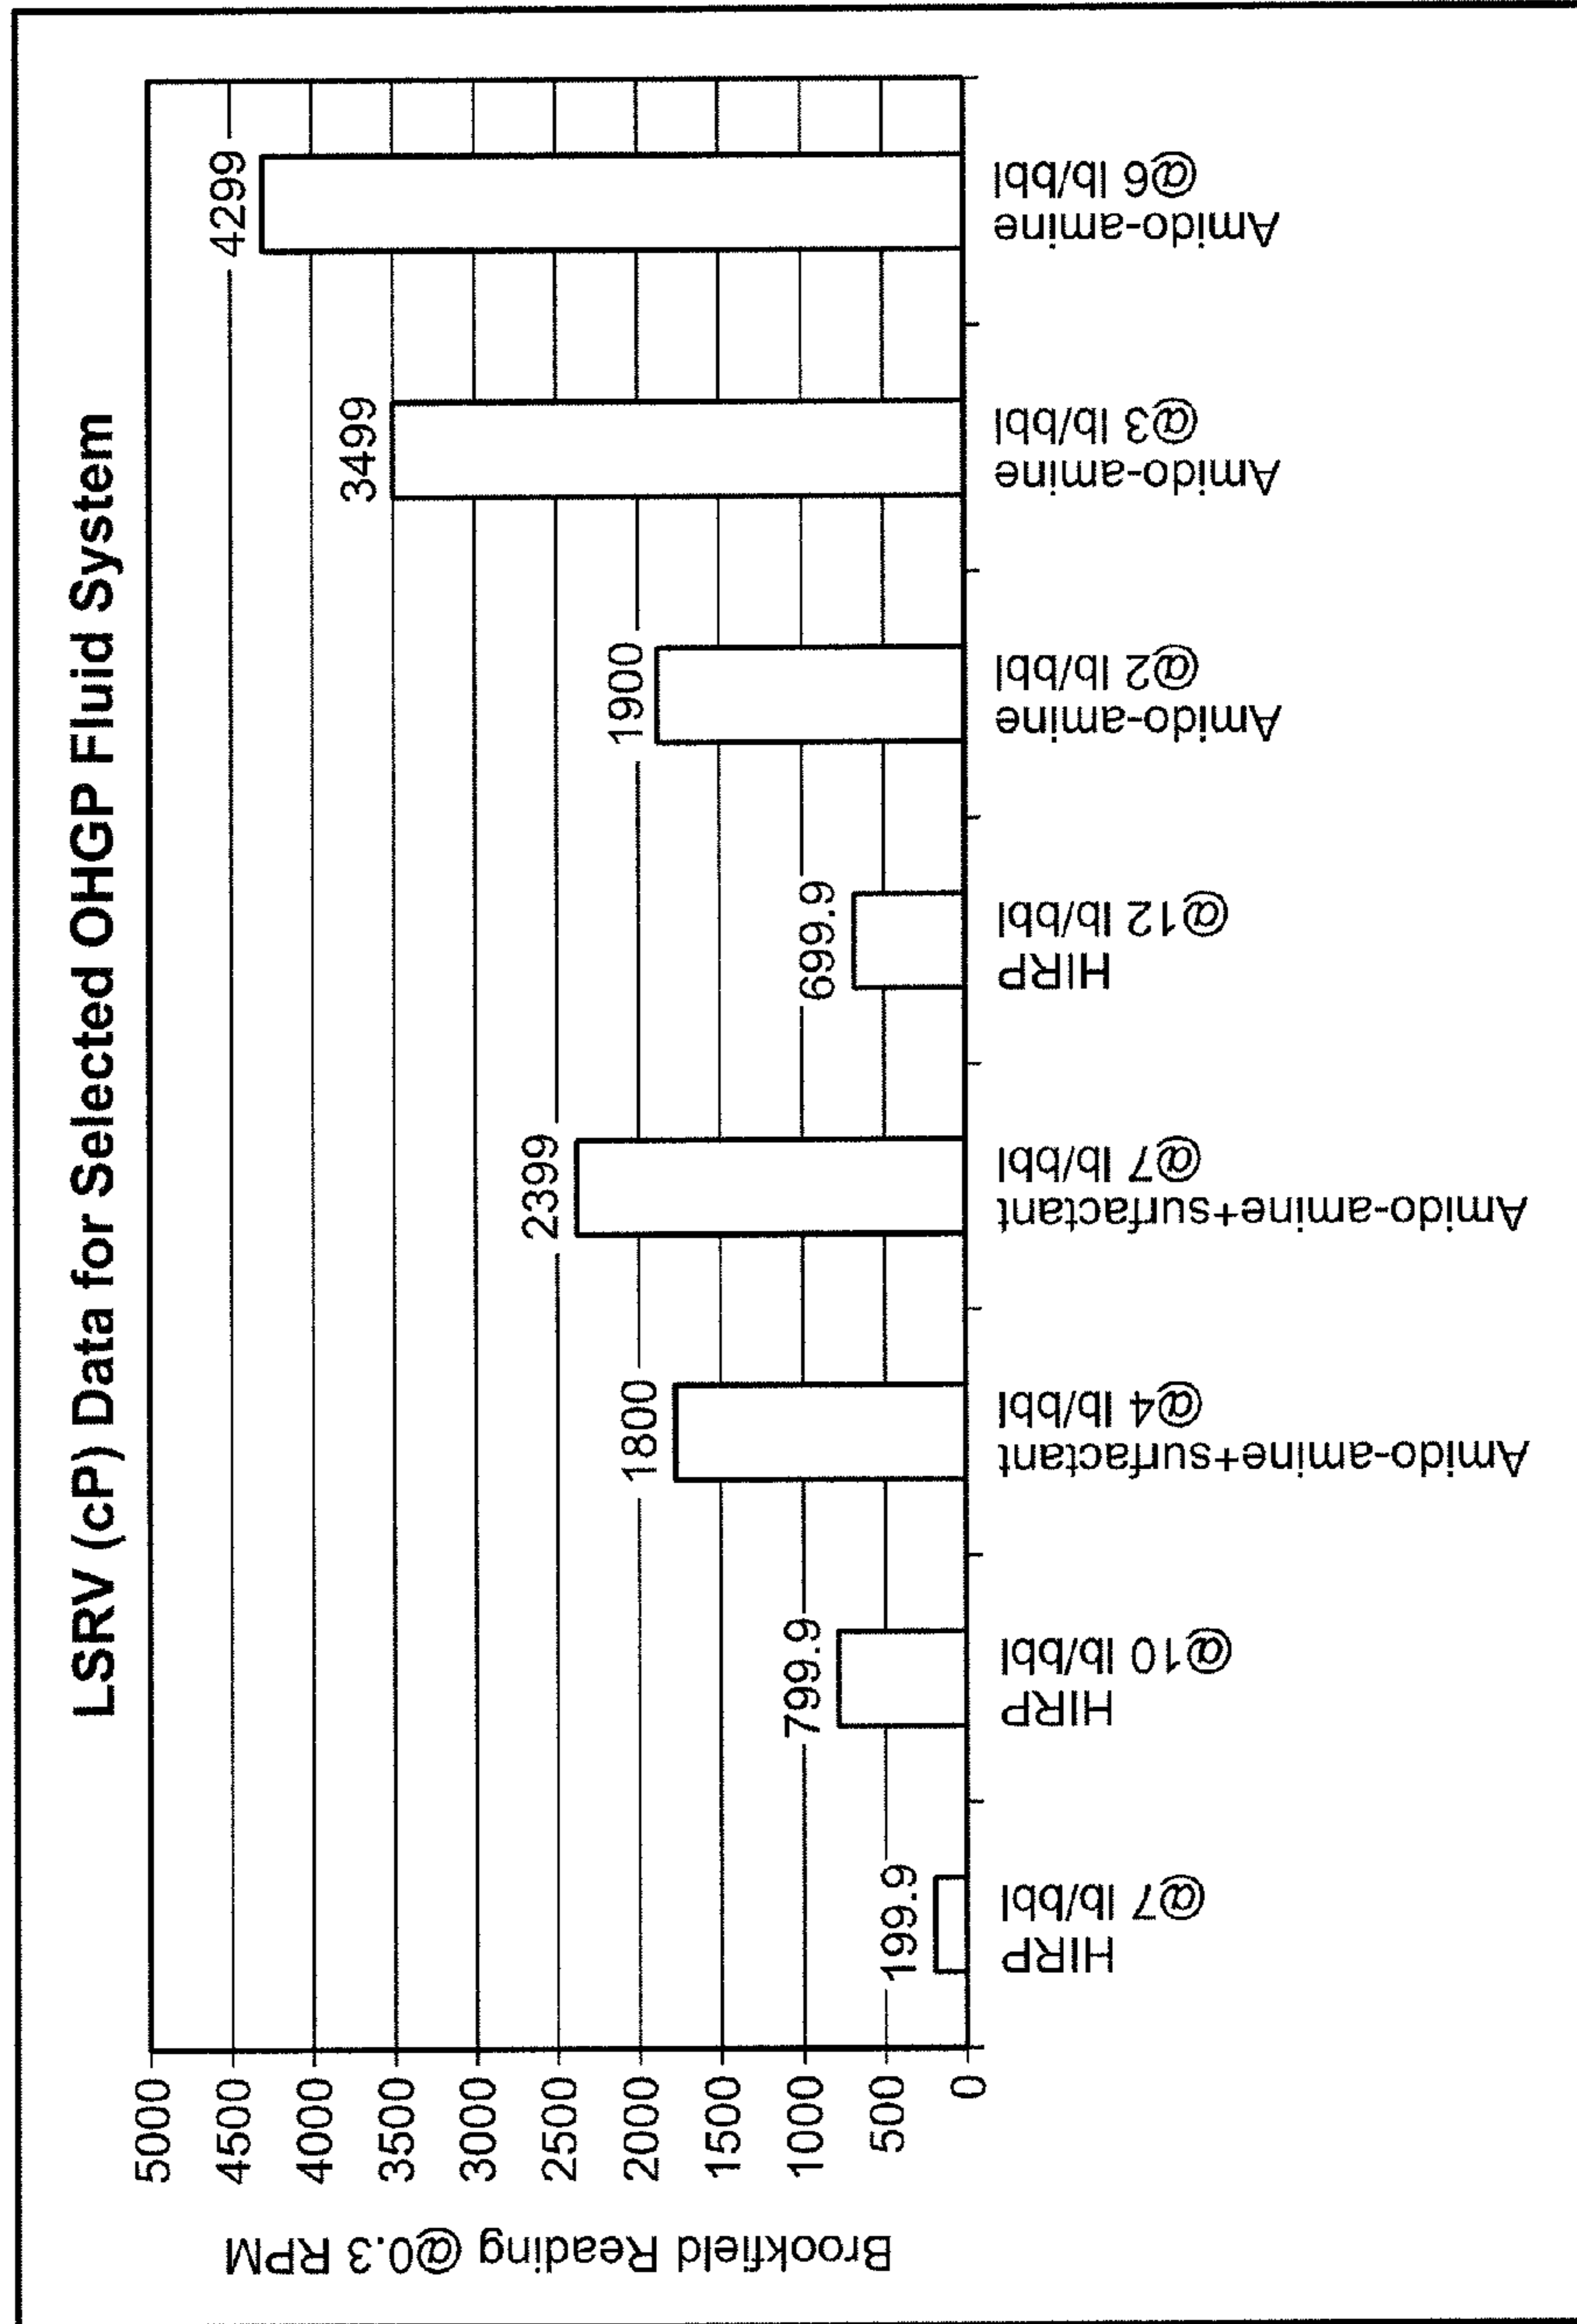 LSRV (cP) Data for Selected OHGP Fluid System
Brookfield Reading @0.3 RPM
5000
4500
4000
3500
3000
2500
2000
1500
1000
500
0
199.9
799.9
1800
2399
699.9
1900
3499
4299
HIRP
@7 lb/bbl
HIRP
@10 lb/bbl
Amido-amine+surfactant
@4 lb/bbl
Amido-amine+surfactant
@7 lb/bbl
HIRP
@12 lb/bbl
Amido-amine
@2 lb/bbl
Amido-amine
@3 lb/bbl
Amido-amine
@6 lb/bbl